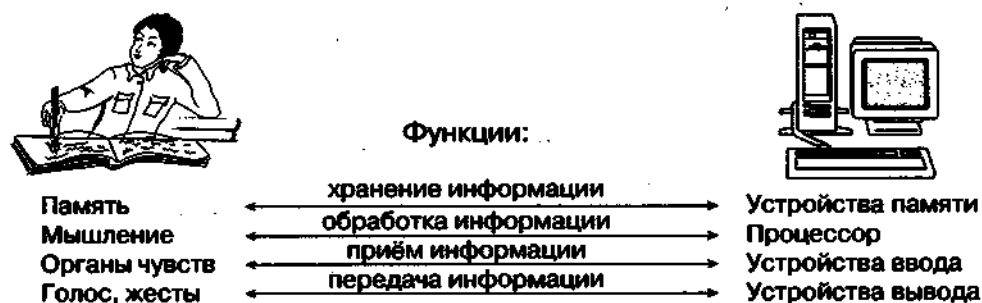 Функции:
Память хранение информации Устройства памяти
Мышление обработка информации Процессор
Органы чувств приём информации Устройства ввода
Голос, жесты передача информации Устройства вывода